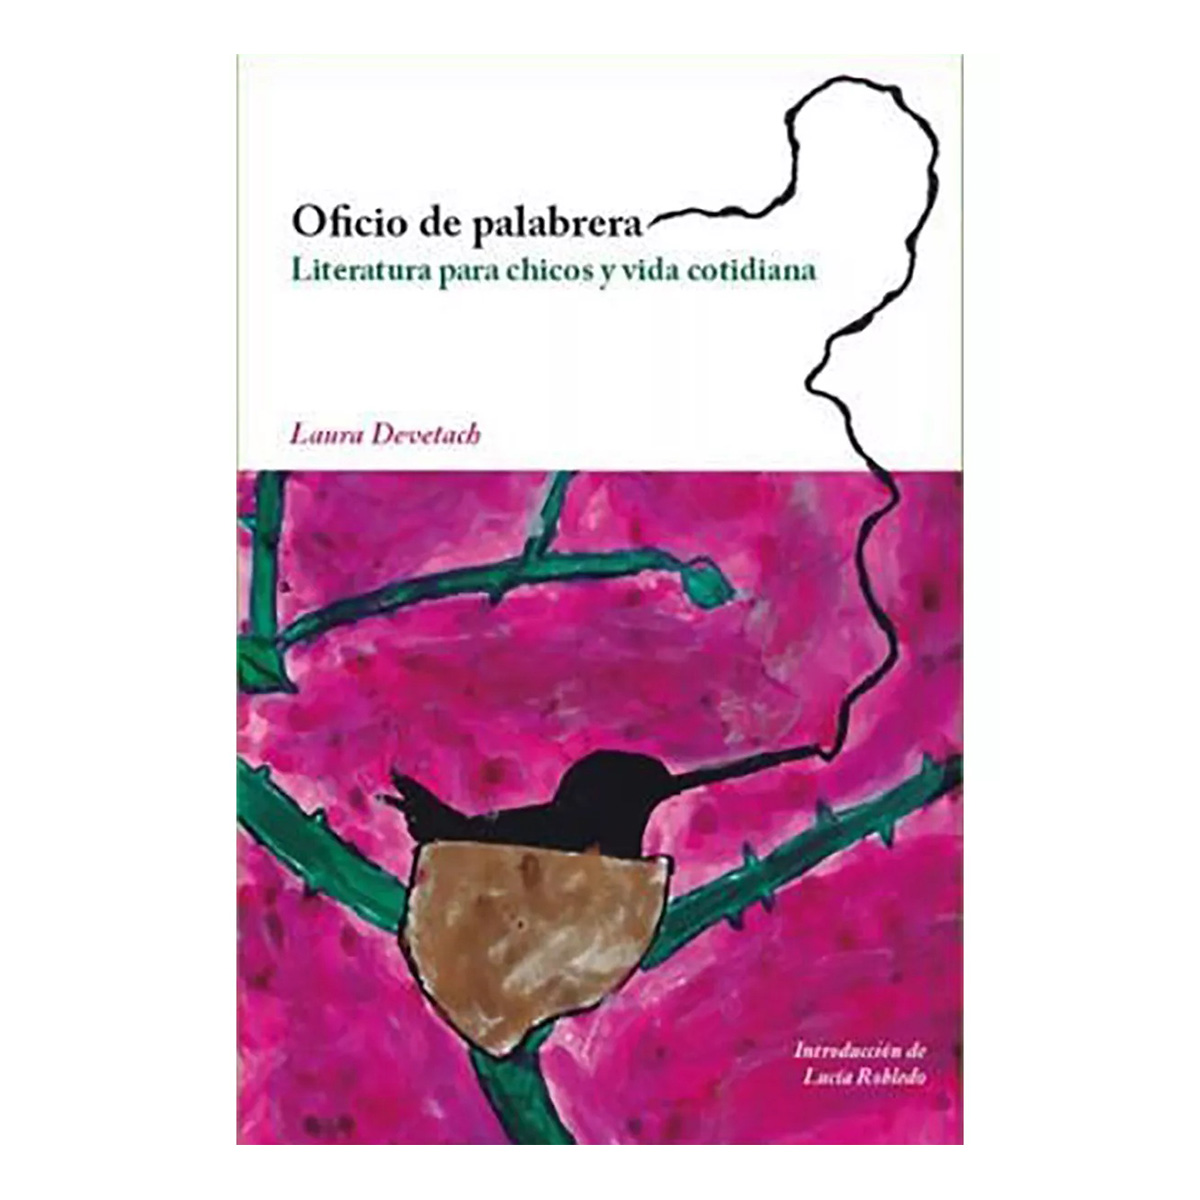 Oficio de palabrera
Literatura para chicos y vida cotidiana
Laura Devetach
Introducción de
Lucía Robledo